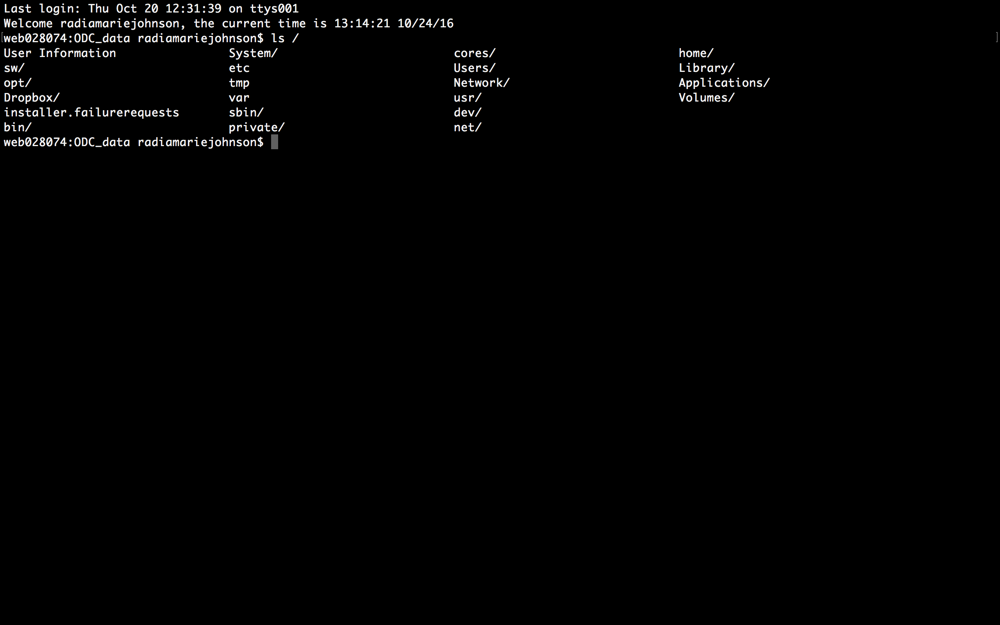 Last login: Thu Oct 20 12:31:39 on ttys001
Welcome radiamariejohnson, the current time is 13:14:21 10/24/16
[web028074:ODC_data radiamariejohnson$ ls / ]
User Information System/ cores/ home/
sw/ etc Users/ Library/
opt/ tmp Network/ Applications/
Dropbox/ var usr/ Volumes/
installer.failurerequests sbin/ dev/
bin/ private/ net/
web028074:ODC_data radiamariejohnson$